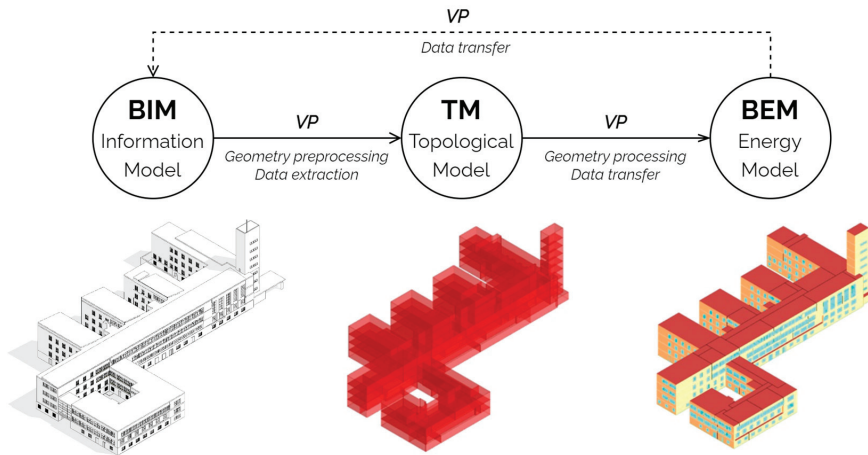 VP
Data transfer
BIM
Information
Model
VP
Geometry preprocessing
Data extraction
TM
Topological
Model
VP
Geometry processing
Data transfer
BEM
Energy
Model